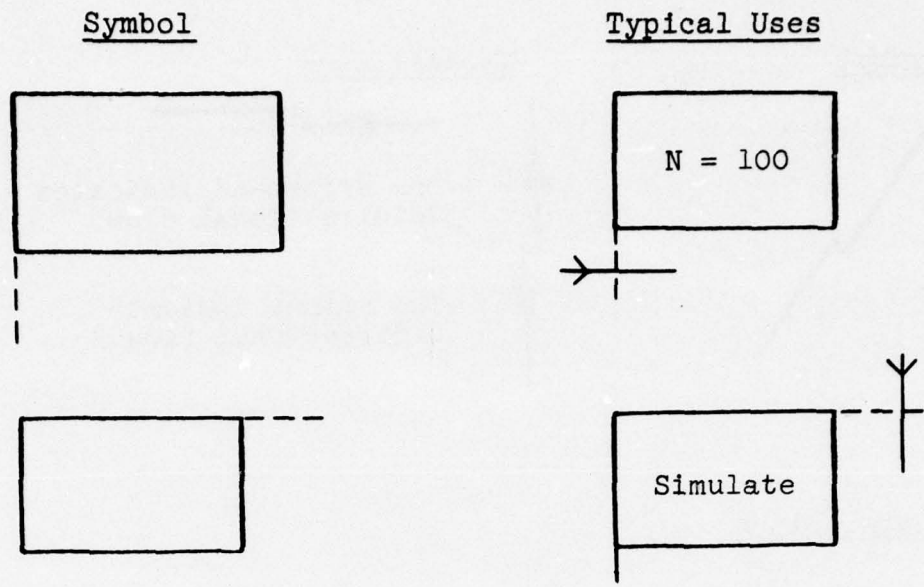 Symbol
Typical Uses
N = 100
Simulate